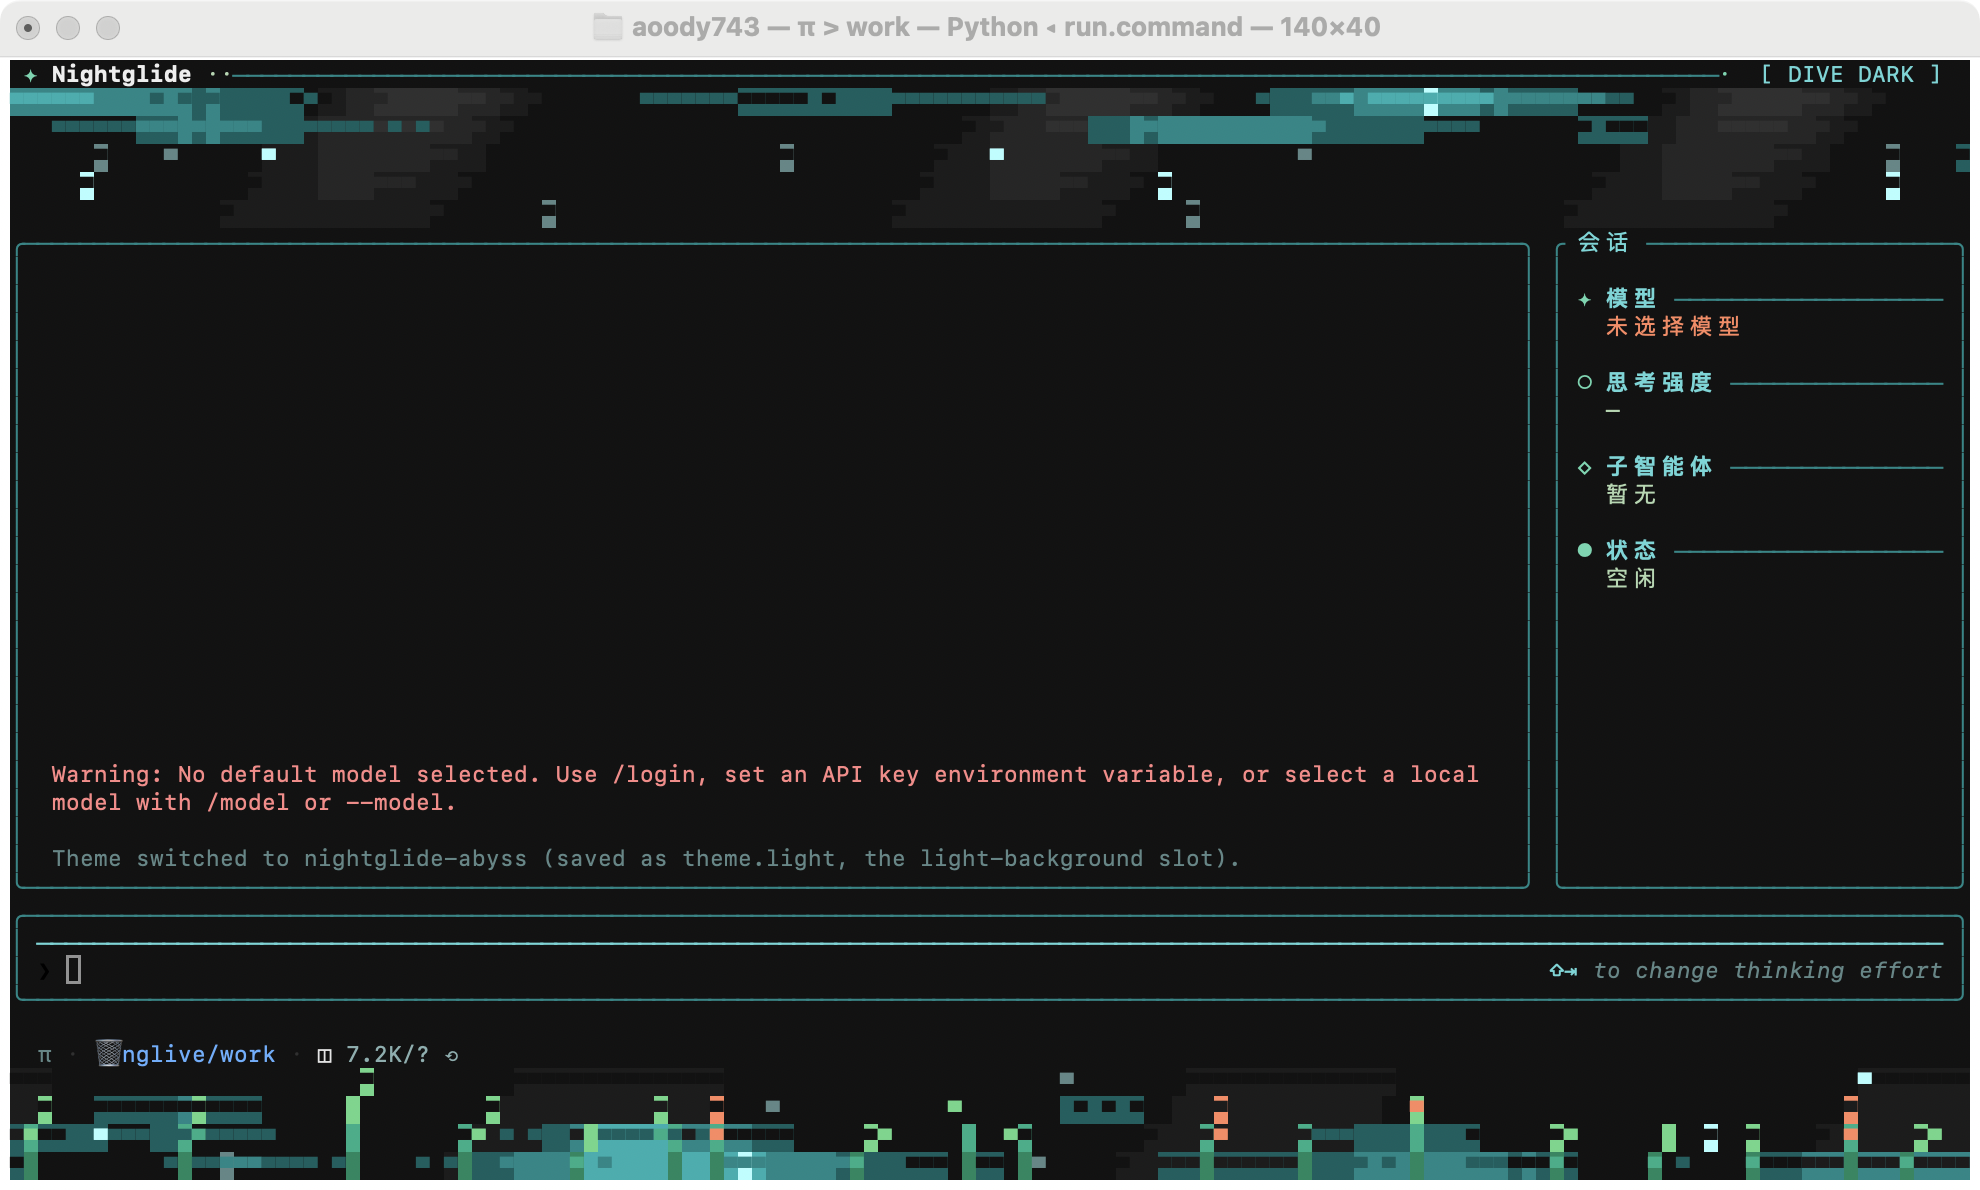 aoody743 — π > work — Python ◂ run.command — 140×40
✦ Nightglide ·· · [ DIVE DARK ]
会话
✦ 模型
未选择模型
○ 思考强度
—
◇ 子智能体
暂无
● 状态
空闲
Warning: No default model selected. Use /login, set an API key environment variable, or select a local
model with /model or --model.
Theme switched to nightglide-abyss (saved as theme.light, the light-background slot).
❯ ⇧⇥ to change thinking effort
π · 🗑nglive/work · ◫ 7.2K/? ⟲